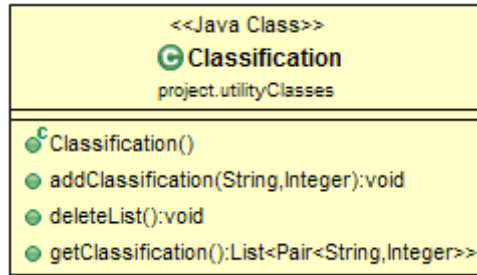 <<Java Class>>
C Classification
project.utilityClasses
C Classification()
addClassification(String,Integer):void
deleteList():void
getClassification():List<Pair<String,Integer>>